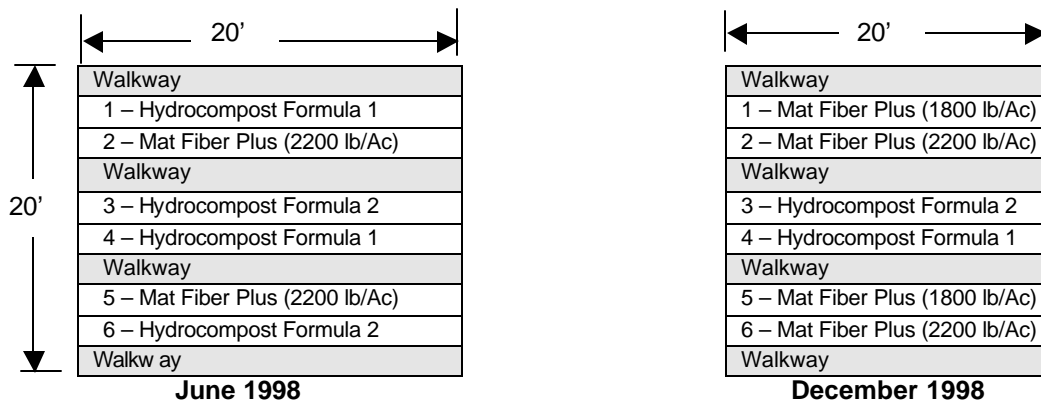 20’
Walkway
1 – Hydrocompost Formula 1
2 – Mat Fiber Plus (2200 lb/Ac)
Walkway
3 – Hydrocompost Formula 2
4 – Hydrocompost Formula 1
Walkway
5 – Mat Fiber Plus (2200 lb/Ac)
6 – Hydrocompost Formula 2
Walkw ay
20’
June 1998
20’
Walkway
1 – Mat Fiber Plus (1800 lb/Ac)
2 – Mat Fiber Plus (2200 lb/Ac)
Walkway
3 – Hydrocompost Formula 2
4 – Hydrocompost Formula 1
Walkway
5 – Mat Fiber Plus (1800 lb/Ac)
6 – Mat Fiber Plus (2200 lb/Ac)
Walkway
December 1998